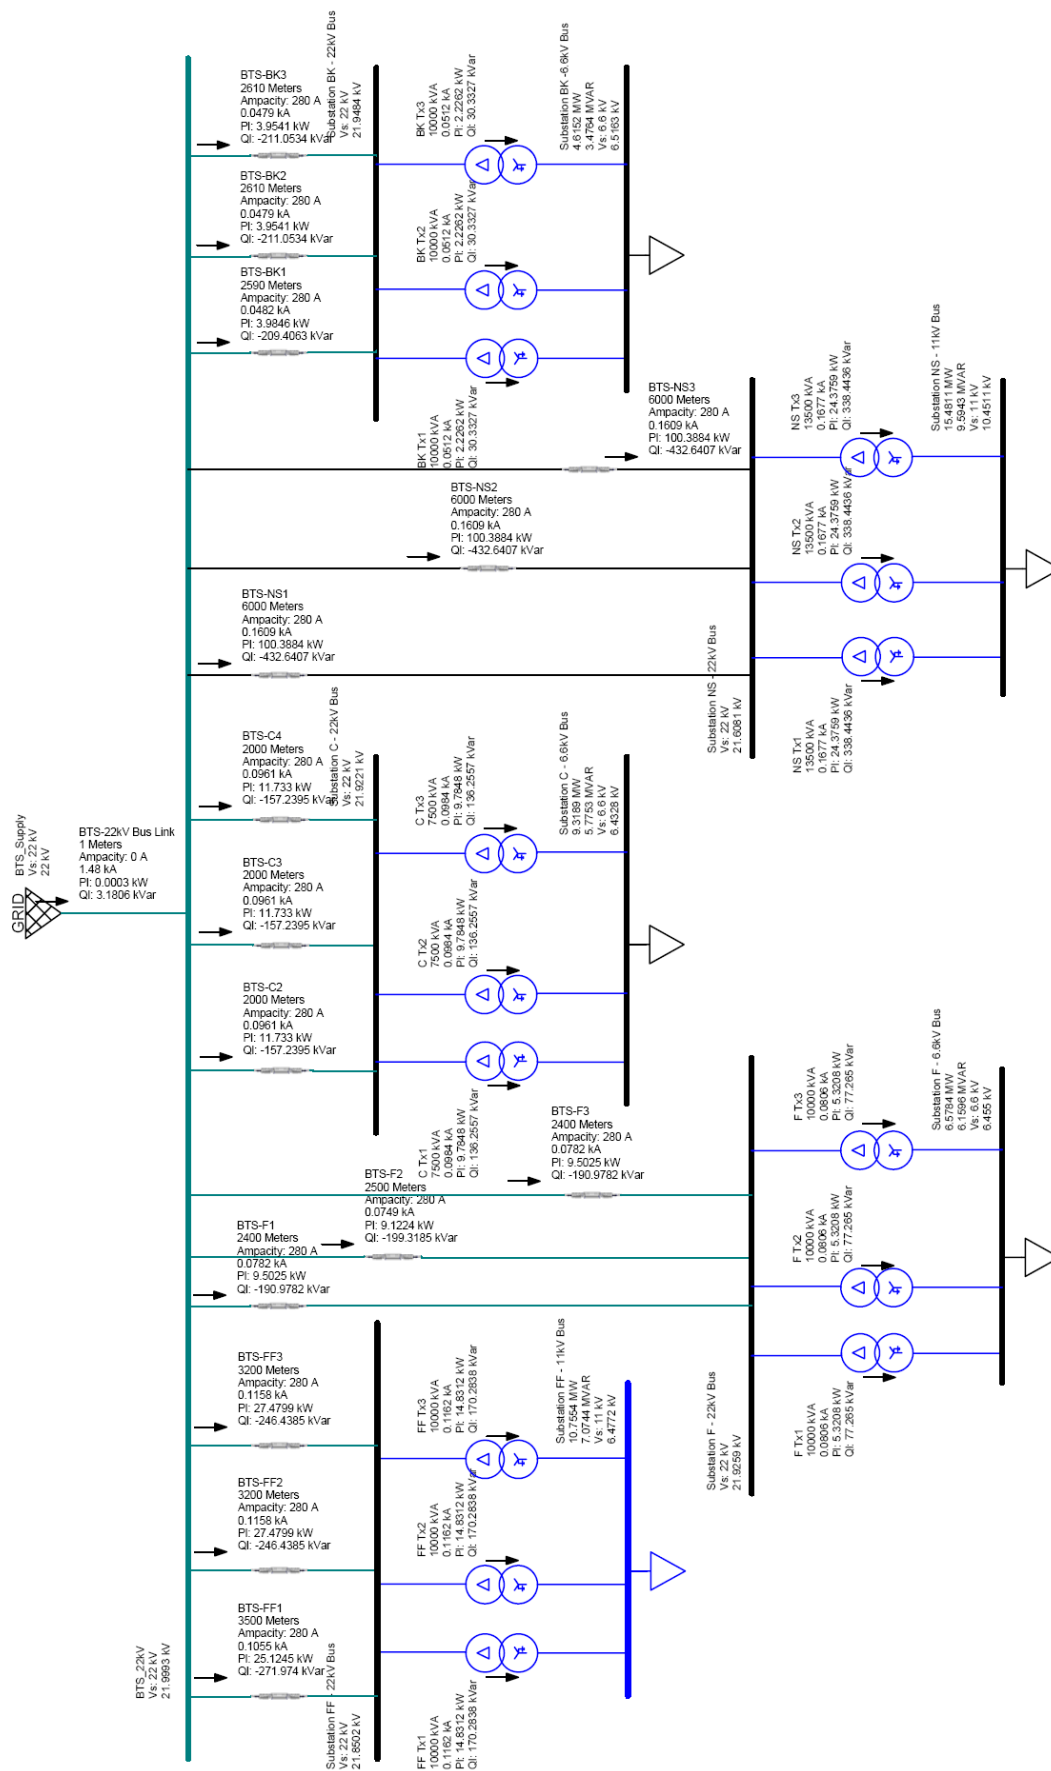 GRID
BTS_Supply
Vs: 22 kV
22 kV
BTS-22kV Bus Link
1 Meters
Ampacity: 0 A
1.48 kA
Pl: 0.0003 kW
Ql: 3.1806 kVar
BTS_22kV
Vs: 22 kV
21.9993 kV
BTS-BK3
2610 Meters
Ampacity: 280 A
0.0479 kA
Pl: 3.9541 kW
Ql: -211.0534 kVar
BTS-BK2
2610 Meters
Ampacity: 280 A
0.0479 kA
Pl: 3.9541 kW
Ql: -211.0534 kVar
BTS-BK1
2590 Meters
Ampacity: 280 A
0.0482 kA
Pl: 3.9846 kW
Ql: -209.4063 kVar
Substation BK - 22kV Bus
Vs: 22 kV
21.9484 kV
BK Tx3
10000 kVA
0.0512 kA
Pl: 2.2262 kW
Ql: 30.3327 kVar
BK Tx2
10000 kVA
0.0512 kA
Pl: 2.2262 kW
Ql: 30.3327 kVar
BK Tx1
10000 kVA
0.0512 kA
Pl: 2.2262 kW
Ql: 30.3327 kVar
Substation BK -6.6kV Bus
4.6152 MW
3.4764 MVAR
Vs: 6.6 kV
6.5163 kV
BTS-NS3
6000 Meters
Ampacity: 280 A
0.1609 kA
Pl: 100.3884 kW
Ql: -432.6407 kVar
BTS-NS2
6000 Meters
Ampacity: 280 A
0.1609 kA
Pl: 100.3884 kW
Ql: -432.6407 kVar
BTS-NS1
6000 Meters
Ampacity: 280 A
0.1609 kA
Pl: 100.3884 kW
Ql: -432.6407 kVar
Substation NS - 22kV Bus
Vs: 22 kV
21.6081 kV
NS Tx3
13500 kVA
0.1677 kA
Pl: 24.3759 kW
Ql: 338.4436 kVar
NS Tx2
13500 kVA
0.1677 kA
Pl: 24.3759 kW
Ql: 338.4436 kVar
NS Tx1
13500 kVA
0.1677 kA
Pl: 24.3759 kW
Ql: 338.4436 kVar
Substation NS - 11kV Bus
15.4811 MW
9.5943 MVAR
Vs: 11 kV
10.4511 kV
BTS-C4
2000 Meters
Ampacity: 280 A
0.0961 kA
Pl: 11.733 kW
Ql: -157.2395 kVar
BTS-C3
2000 Meters
Ampacity: 280 A
0.0961 kA
Pl: 11.733 kW
Ql: -157.2395 kVar
BTS-C2
2000 Meters
Ampacity: 280 A
0.0961 kA
Pl: 11.733 kW
Ql: -157.2395 kVar
Substation C - 22kV Bus
Vs: 22 kV
21.9221 kV
C Tx3
7500 kVA
0.0984 kA
Pl: 9.7848 kW
Ql: 136.2557 kVar
C Tx2
7500 kVA
0.0984 kA
Pl: 9.7848 kW
Ql: 136.2557 kVar
C Tx1
7500 kVA
0.0984 kA
Pl: 9.7848 kW
Ql: 136.2557 kVar
Substation C - 6.6kV Bus
9.3189 MW
5.7753 MVAR
Vs: 6.6 kV
6.4328 kV
BTS-F3
2400 Meters
Ampacity: 280 A
0.0782 kA
Pl: 9.5025 kW
Ql: -190.9782 kVar
BTS-F2
2500 Meters
Ampacity: 280 A
0.0749 kA
Pl: 9.1224 kW
Ql: -199.3185 kVar
BTS-F1
2400 Meters
Ampacity: 280 A
0.0782 kA
Pl: 9.5025 kW
Ql: -190.9782 kVar
Substation F - 22kV Bus
Vs: 22 kV
21.9259 kV
F Tx3
10000 kVA
0.0806 kA
Pl: 5.3208 kW
Ql: 77.265 kVar
F Tx2
10000 kVA
0.0806 kA
Pl: 5.3208 kW
Ql: 77.265 kVar
F Tx1
10000 kVA
0.0806 kA
Pl: 5.3208 kW
Ql: 77.265 kVar
Substation F - 6.6kV Bus
6.5784 MW
6.1596 MVAR
Vs: 6.6 kV
6.455 kV
BTS-FF3
3200 Meters
Ampacity: 280 A
0.1158 kA
Pl: 27.4799 kW
Ql: -246.4385 kVar
BTS-FF2
3200 Meters
Ampacity: 280 A
0.1158 kA
Pl: 27.4799 kW
Ql: -246.4385 kVar
BTS-FF1
3500 Meters
Ampacity: 280 A
0.1055 kA
Pl: 25.1245 kW
Ql: -271.974 kVar
Substation FF - 22kV Bus
Vs: 22 kV
21.8502 kV
FF Tx3
10000 kVA
0.1162 kA
Pl: 14.8312 kW
Ql: 170.2838 kVar
FF Tx2
10000 kVA
0.1162 kA
Pl: 14.8312 kW
Ql: 170.2838 kVar
FF Tx1
10000 kVA
0.1162 kA
Pl: 14.8312 kW
Ql: 170.2838 kVar
Substation FF - 11kV Bus
10.7554 MW
7.0744 MVAR
Vs: 11 kV
6.4772 kV